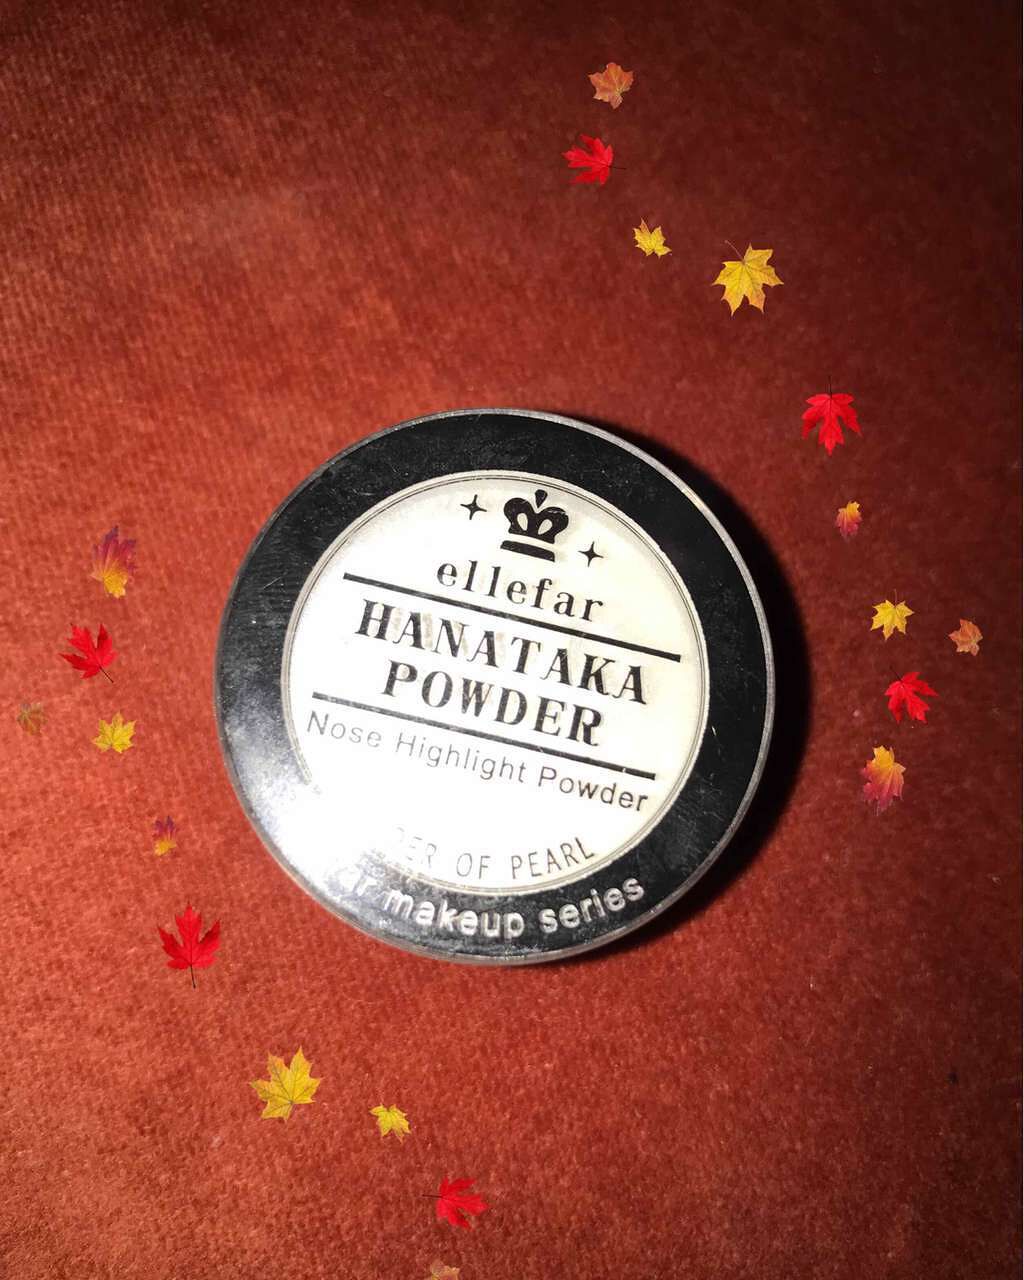 ellefar
HANATAKA
POWDER
Nose Highlight Powder
OF PEARL
makeup series